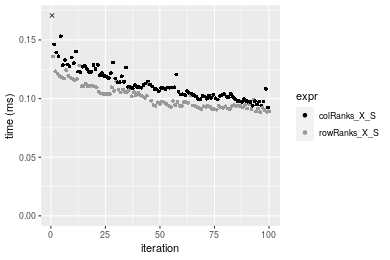 0.15
0.10
0.05
0.00
time (ms)
0
25
50
75
100
iteration
expr
colRanks_X_S
rowRanks_X_S